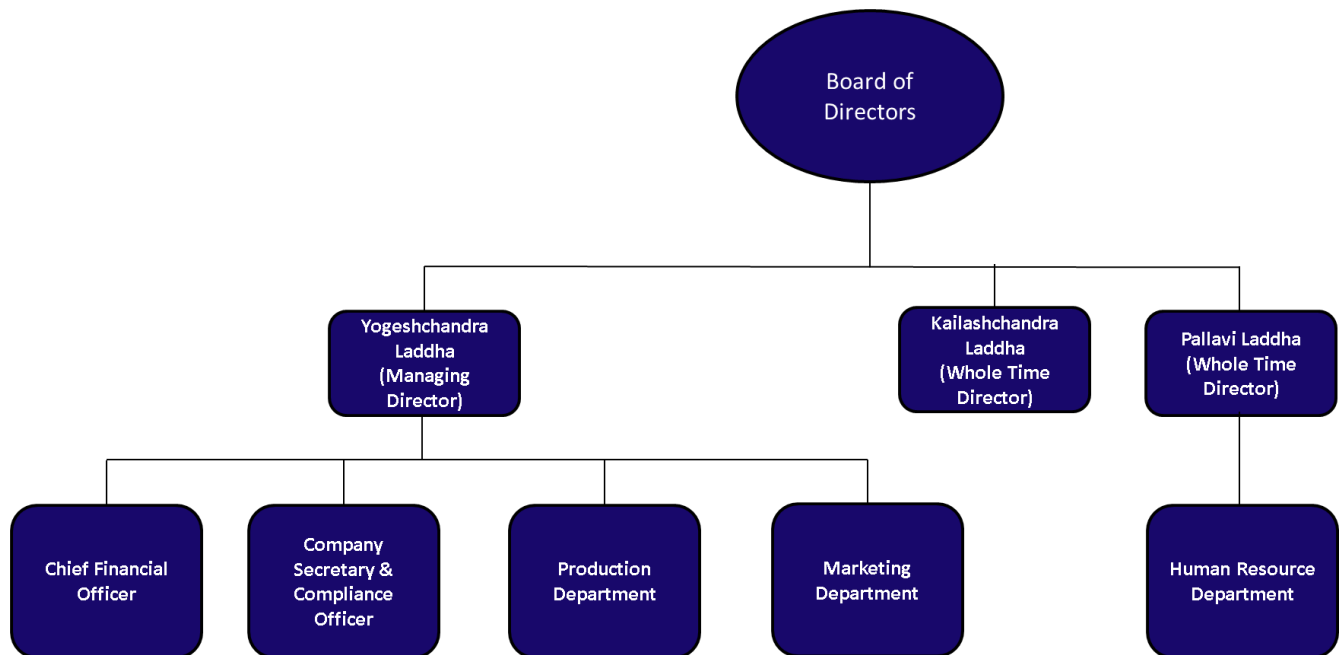 Board of
Directors
Yogeshchandra
Laddha
(Managing
Director)
Kailashchandra
Laddha
(Whole Time
Director)
Pallavi Laddha
(Whole Time
Director)
Chief Financial
Officer
Company
Secretary &
Compliance
Officer
Production
Department
Marketing
Department
Human Resource
Department